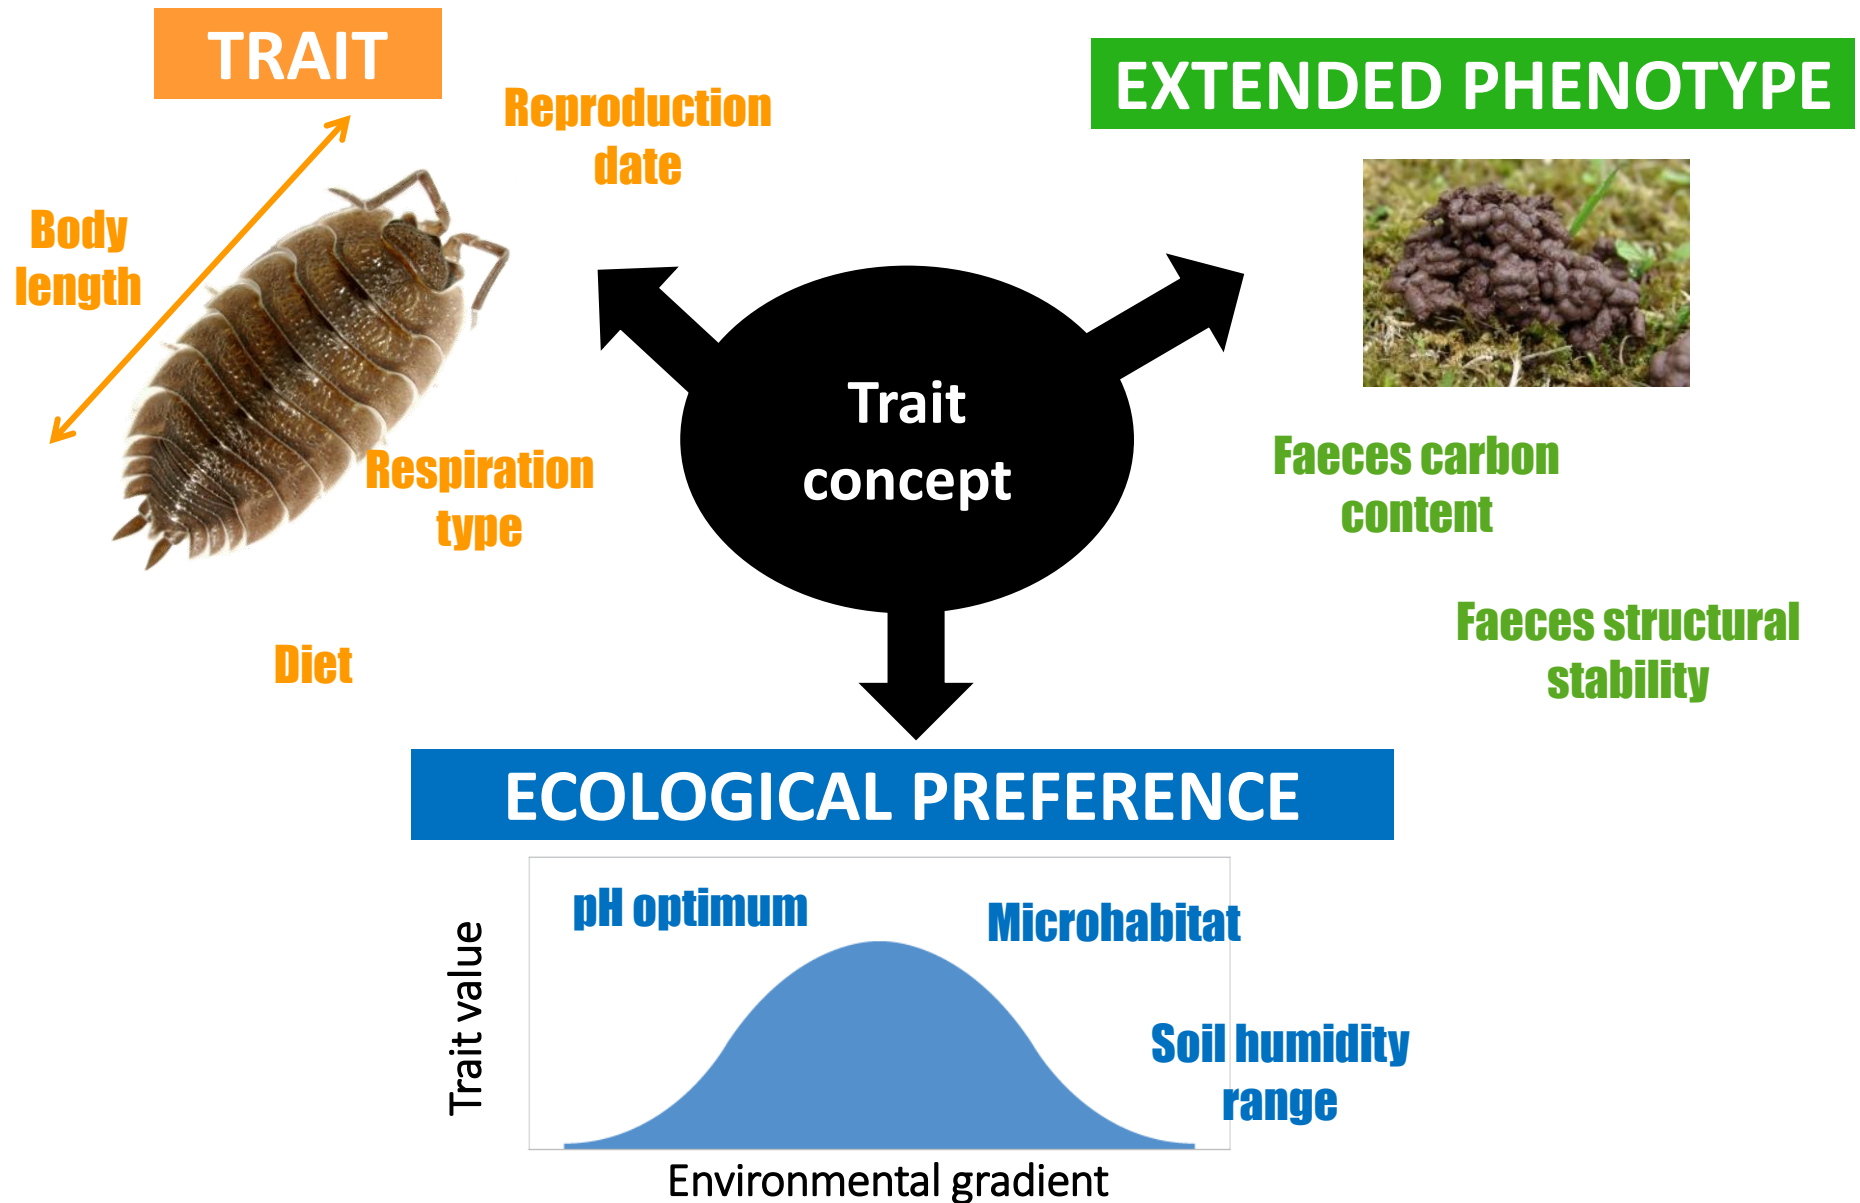 TRAIT
Reproduction
date
Body
length
Respiration
type
Diet
EXTENDED PHENOTYPE
Faeces carbon
content
Faeces structural
stability
Trait
concept
ECOLOGICAL PREFERENCE
pH optimum
Microhabitat
Soil humidity
range
Trait value
Environmental gradient